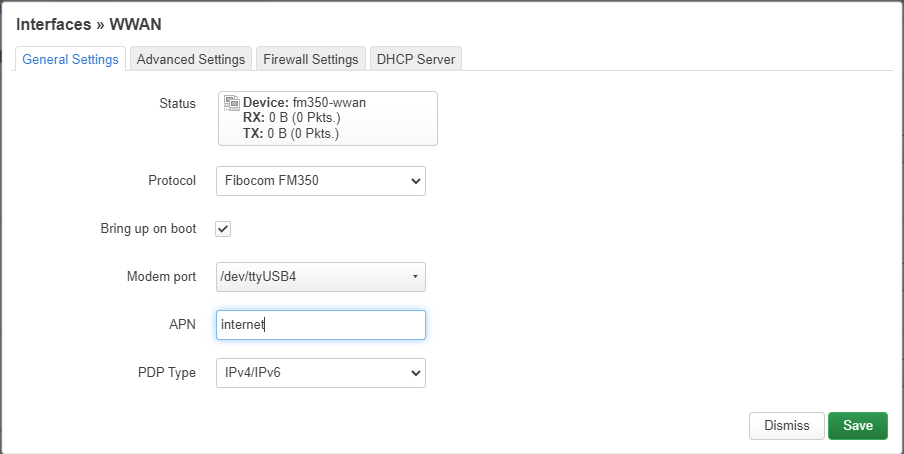 Interfaces » WWAN
General Settings
Advanced Settings
Firewall Settings
DHCP Server
Status
Device: fm350-wwan
RX: 0 B (0 Pkts.)
TX: 0 B (0 Pkts.)
Protocol
Fibocom FM350
Bring up on boot
Modem port
/dev/ttyUSB4
APN
internet
PDP Type
IPv4/IPv6
Dismiss
Save